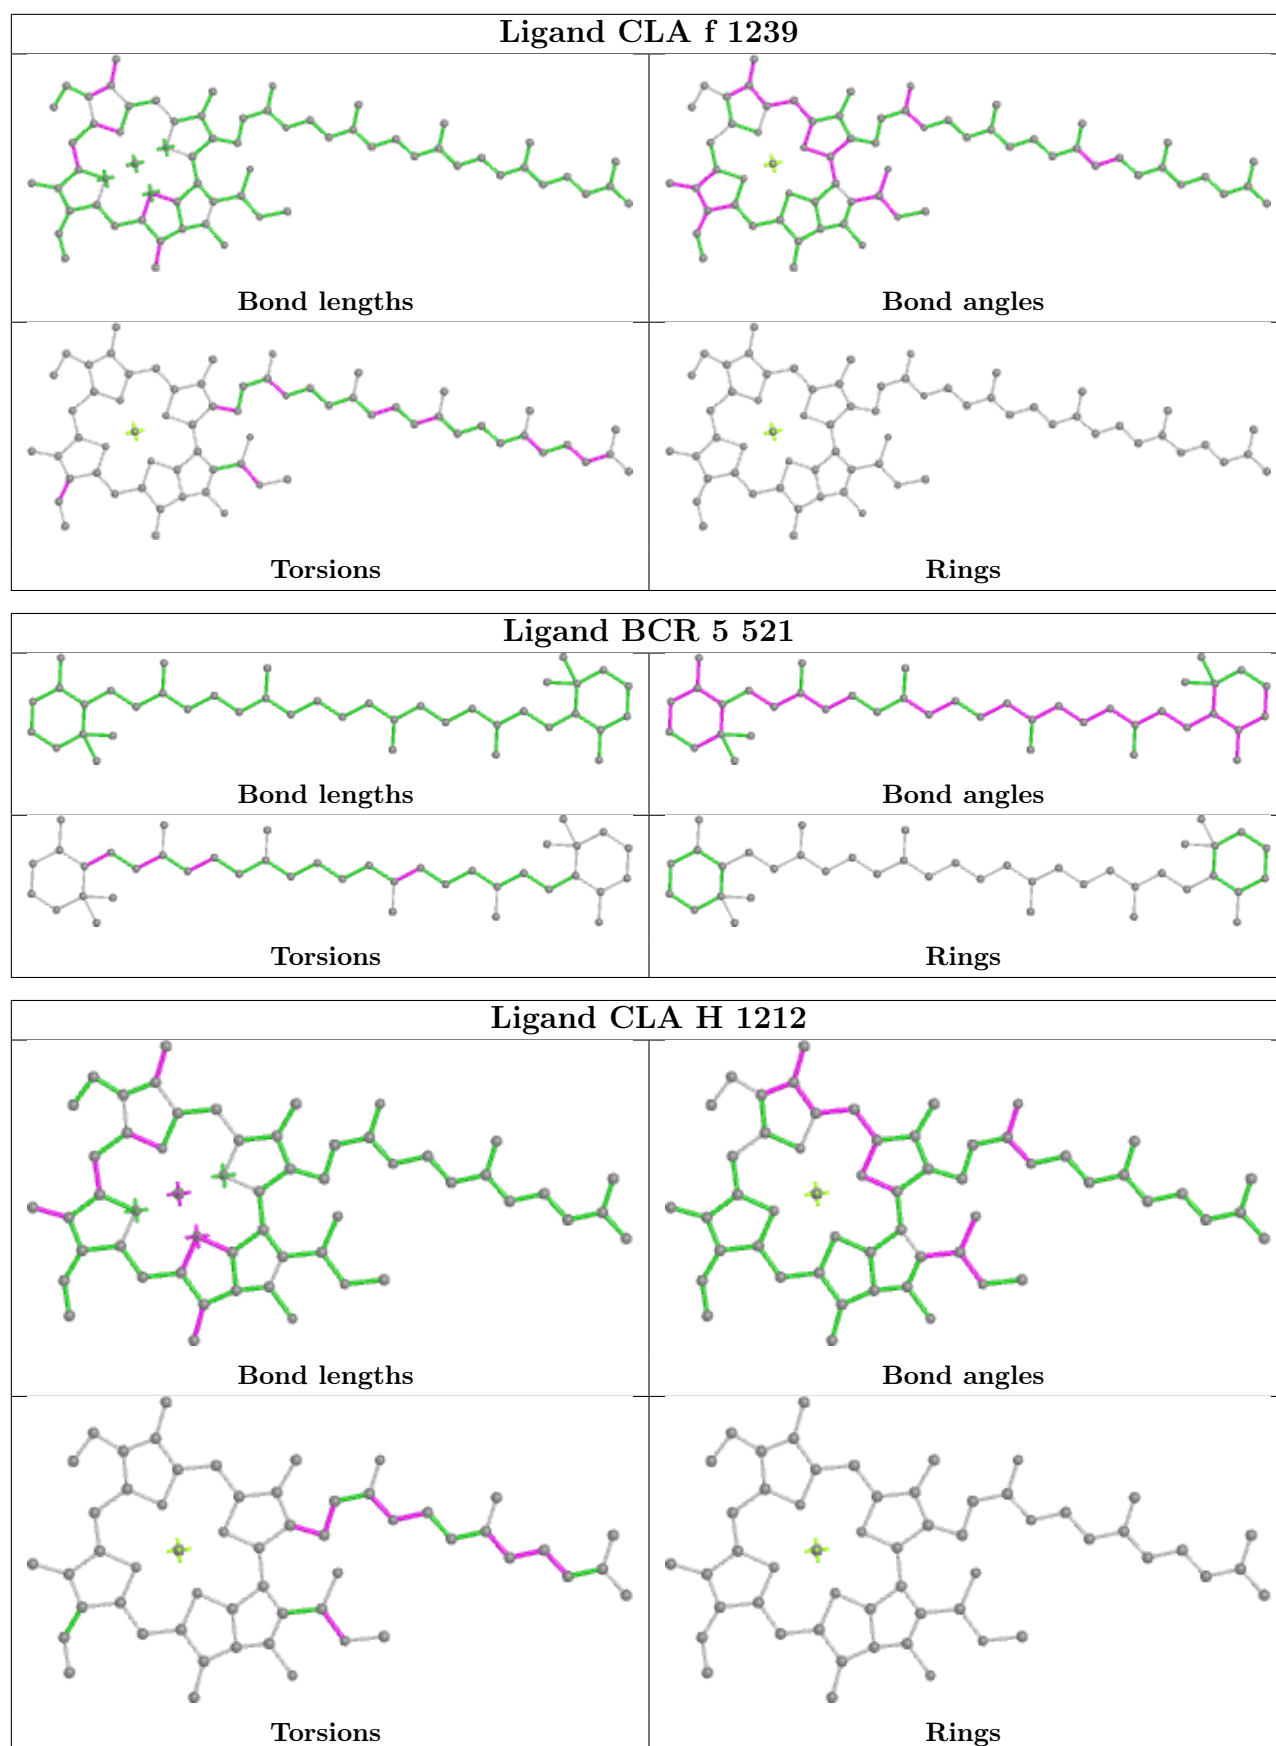 Ligand CLA f 1239
Bond lengths
Bond angles
Torsions
Rings
Ligand BCR 5 521
Bond lengths
Bond angles
Torsions
Rings
Ligand CLA H 1212
Bond lengths
Bond angles
Torsions
Rings